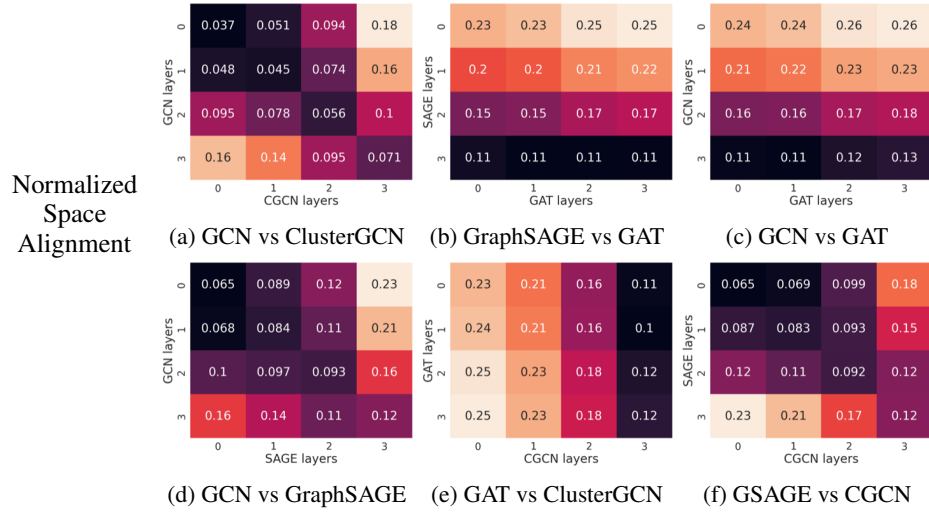 Normalized
Space
Alignment
GCN layers
0 0.037 0.051 0.094 0.18
1 0.048 0.045 0.074 0.16
2 0.095 0.078 0.056 0.1
3 0.16 0.14 0.095 0.071
0 1 2 3
CGCN layers
(a) GCN vs ClusterGCN
SAGE layers
0 0.23 0.23 0.25 0.25
1 0.2 0.2 0.21 0.22
2 0.15 0.15 0.17 0.17
3 0.11 0.11 0.11 0.11
0 1 2 3
GAT layers
(b) GraphSAGE vs GAT
GCN layers
0 0.24 0.24 0.26 0.26
1 0.21 0.22 0.23 0.23
2 0.16 0.16 0.17 0.18
3 0.11 0.11 0.12 0.13
0 1 2 3
GAT layers
(c) GCN vs GAT
GCN layers
0 0.065 0.089 0.12 0.23
1 0.068 0.084 0.11 0.21
2 0.1 0.097 0.093 0.16
3 0.16 0.14 0.11 0.12
0 1 2 3
SAGE layers
(d) GCN vs GraphSAGE
GAT layers
0 0.23 0.21 0.16 0.11
1 0.24 0.21 0.16 0.1
2 0.25 0.23 0.18 0.12
3 0.25 0.23 0.18 0.12
0 1 2 3
CGCN layers
(e) GAT vs ClusterGCN
SAGE layers
0 0.065 0.069 0.099 0.18
1 0.087 0.083 0.093 0.15
2 0.12 0.11 0.092 0.12
3 0.23 0.21 0.17 0.12
0 1 2 3
CGCN layers
(f) GSAGE vs CGCN